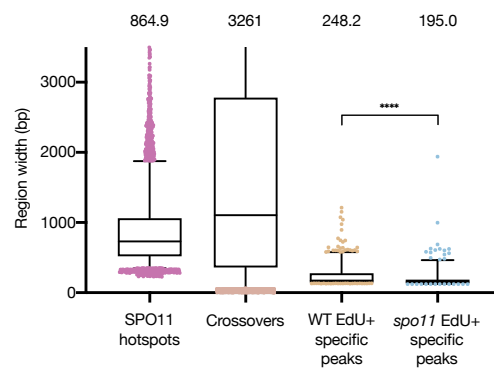 864.9 3261 248.2 195.0
Region width (bp)
3000
2000
1000
0
****
SPO11 hotspots
Crossovers
WT EdU+ specific peaks
spo11 EdU+ specific peaks